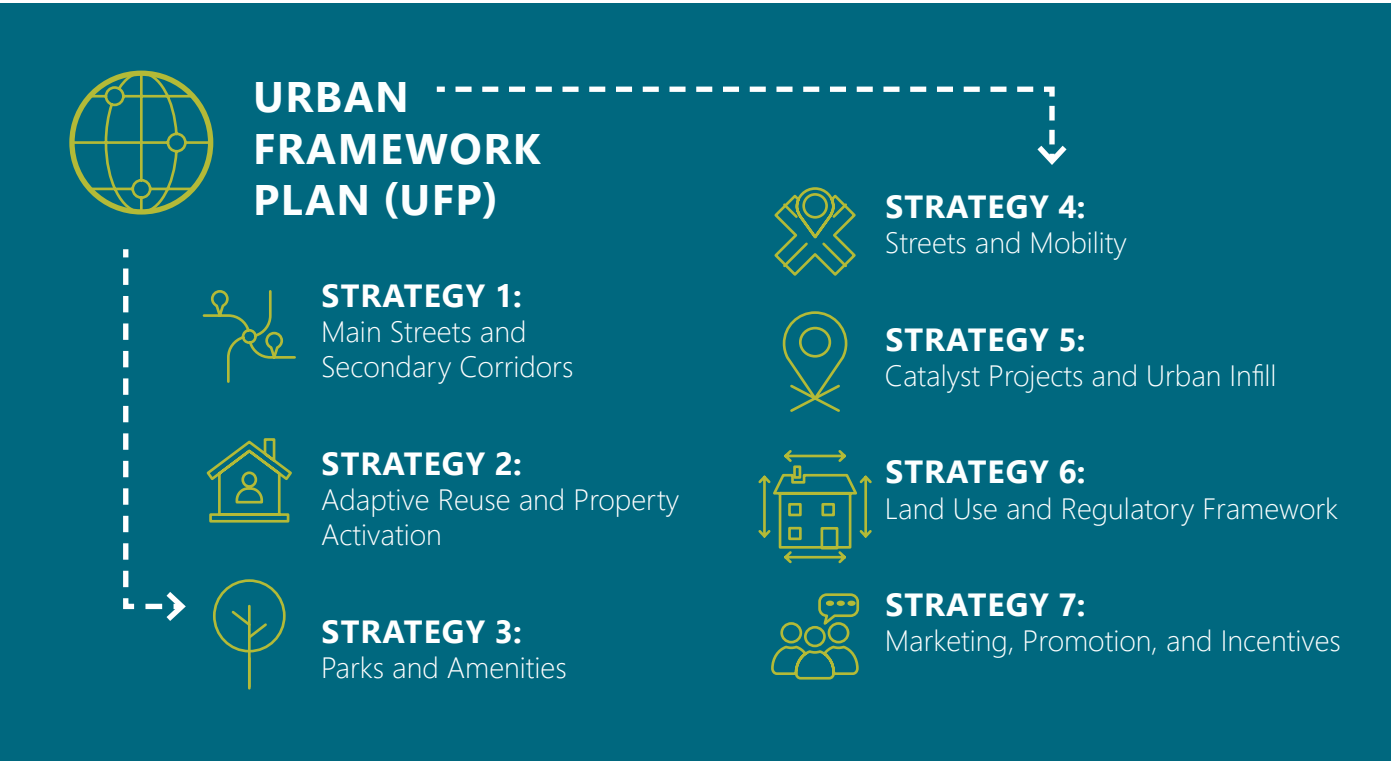 URBAN
FRAMEWORK
PLAN (UFP)
STRATEGY 1:
Main Streets and
Secondary Corridors
STRATEGY 2:
Adaptive Reuse and Property
Activation
STRATEGY 3:
Parks and Amenities
STRATEGY 4:
Streets and Mobility
STRATEGY 5:
Catalyst Projects and Urban Infill
STRATEGY 6:
Land Use and Regulatory Framework
STRATEGY 7:
Marketing, Promotion, and Incentives